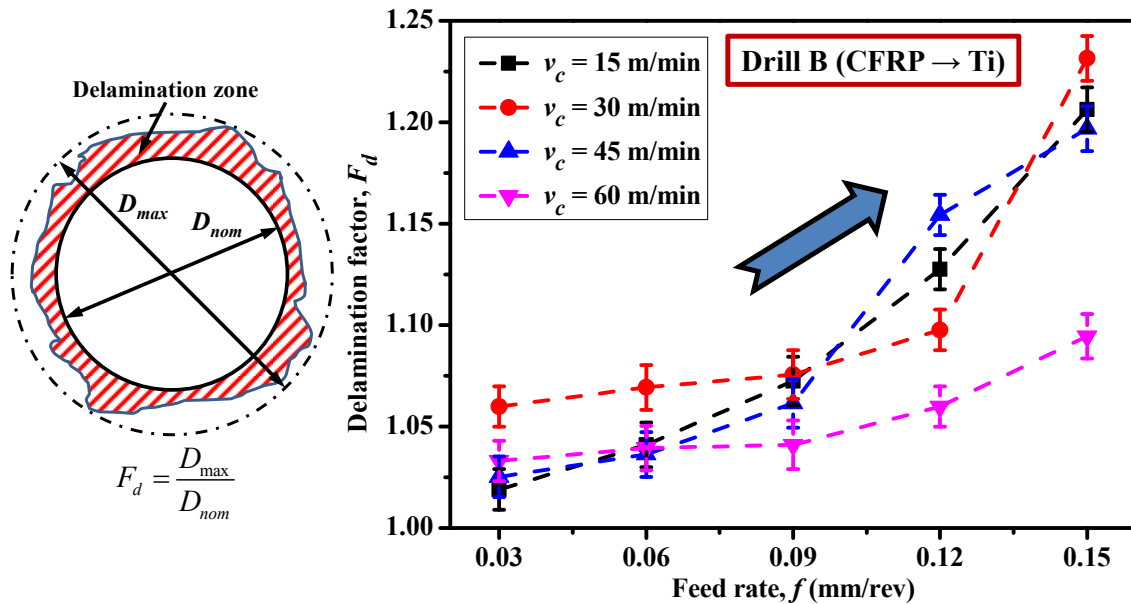 Delamination zone
D_max
D_nom
F_d = D_max / D_nom
Delamination factor, F_d
1.25
1.20
1.15
1.10
1.05
1.00
v_c = 15 m/min
v_c = 30 m/min
v_c = 45 m/min
v_c = 60 m/min
Drill B (CFRP → Ti)
0.03 0.06 0.09 0.12 0.15
Feed rate, f (mm/rev)